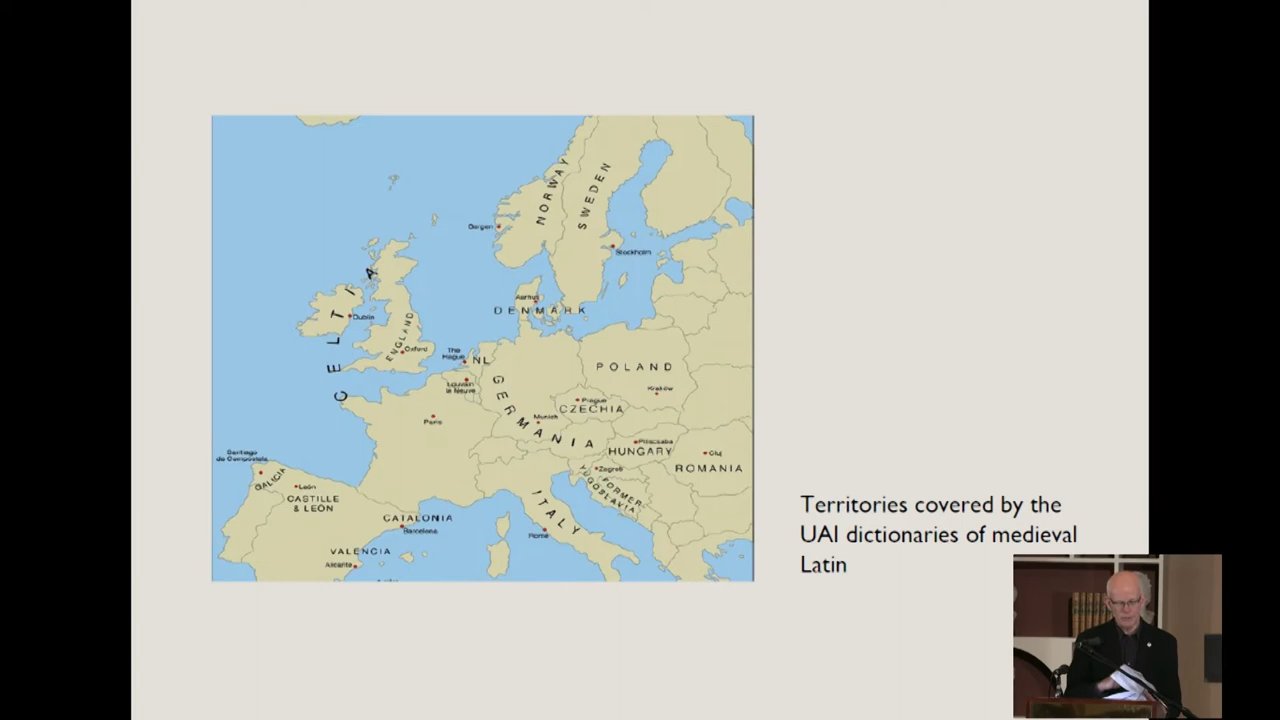 NORWAY
SWEDEN
Bergen
Stockholm
CELTIA
Aarhus
DENMARK
Dublin
ENGLAND
Oxford
The
Hague
NL
Louvain
la Neuve
GERMANIA
POLAND
Kraków
Prague
CZECHIA
Paris
Munich
Piliscsaba
HUNGARY
Cluj
ROMANIA
Zagreb
FORMER
YUGOSLAVIA
Santiago
de Compostela
GALICIA
León
CASTILLE
& LEÓN
ITALY
Rome
CATALONIA
Barcelona
VALENCIA
Alicante
Territories covered by the
UAI dictionaries of medieval
Latin